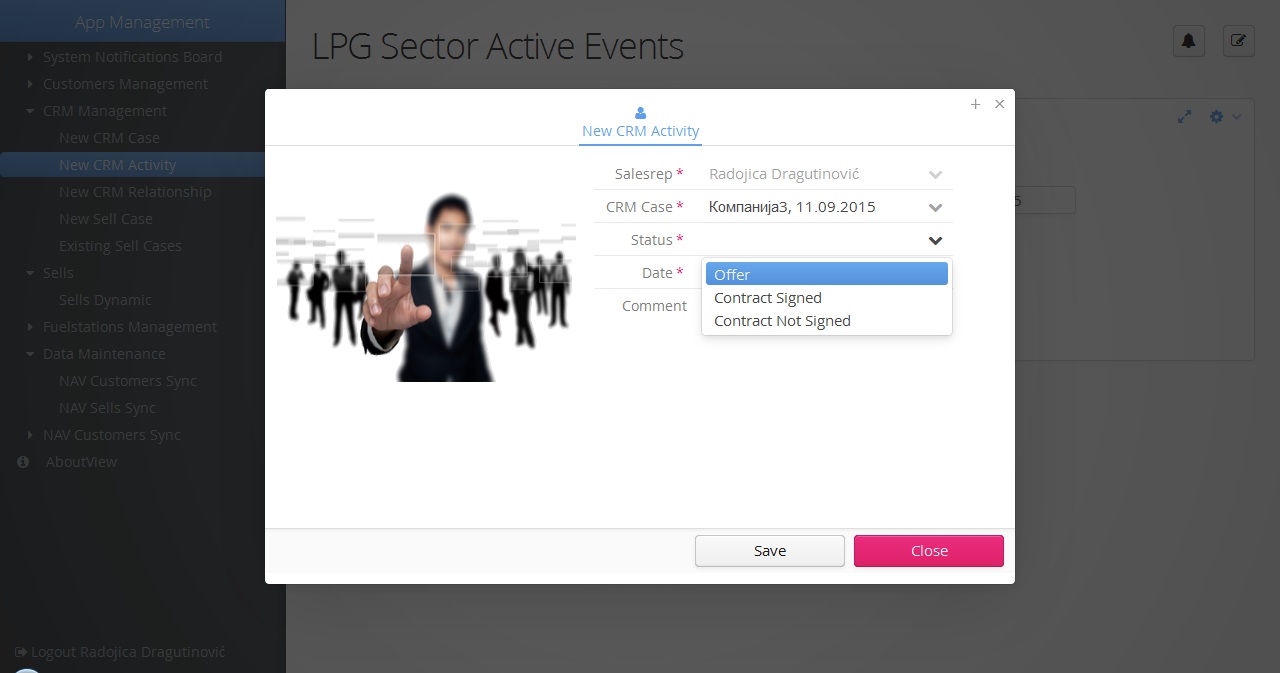 App Management
System Notifications Board
Customers Management
CRM Management
New CRM Case
New CRM Activity
New CRM Relationship
New Sell Case
Existing Sell Cases
Sells
Sells Dynamic
Fuelstations Management
Data Maintenance
NAV Customers Sync
NAV Sells Sync
NAV Customers Sync
AboutView
Logout Radojica Dragutinović
LPG Sector Active Events
5
New CRM Activity
Salesrep * Radojica Dragutinović
CRM Case * Компанија3, 11.09.2015
Status *
Date *
Comment
Offer
Contract Signed
Contract Not Signed
Save
Close